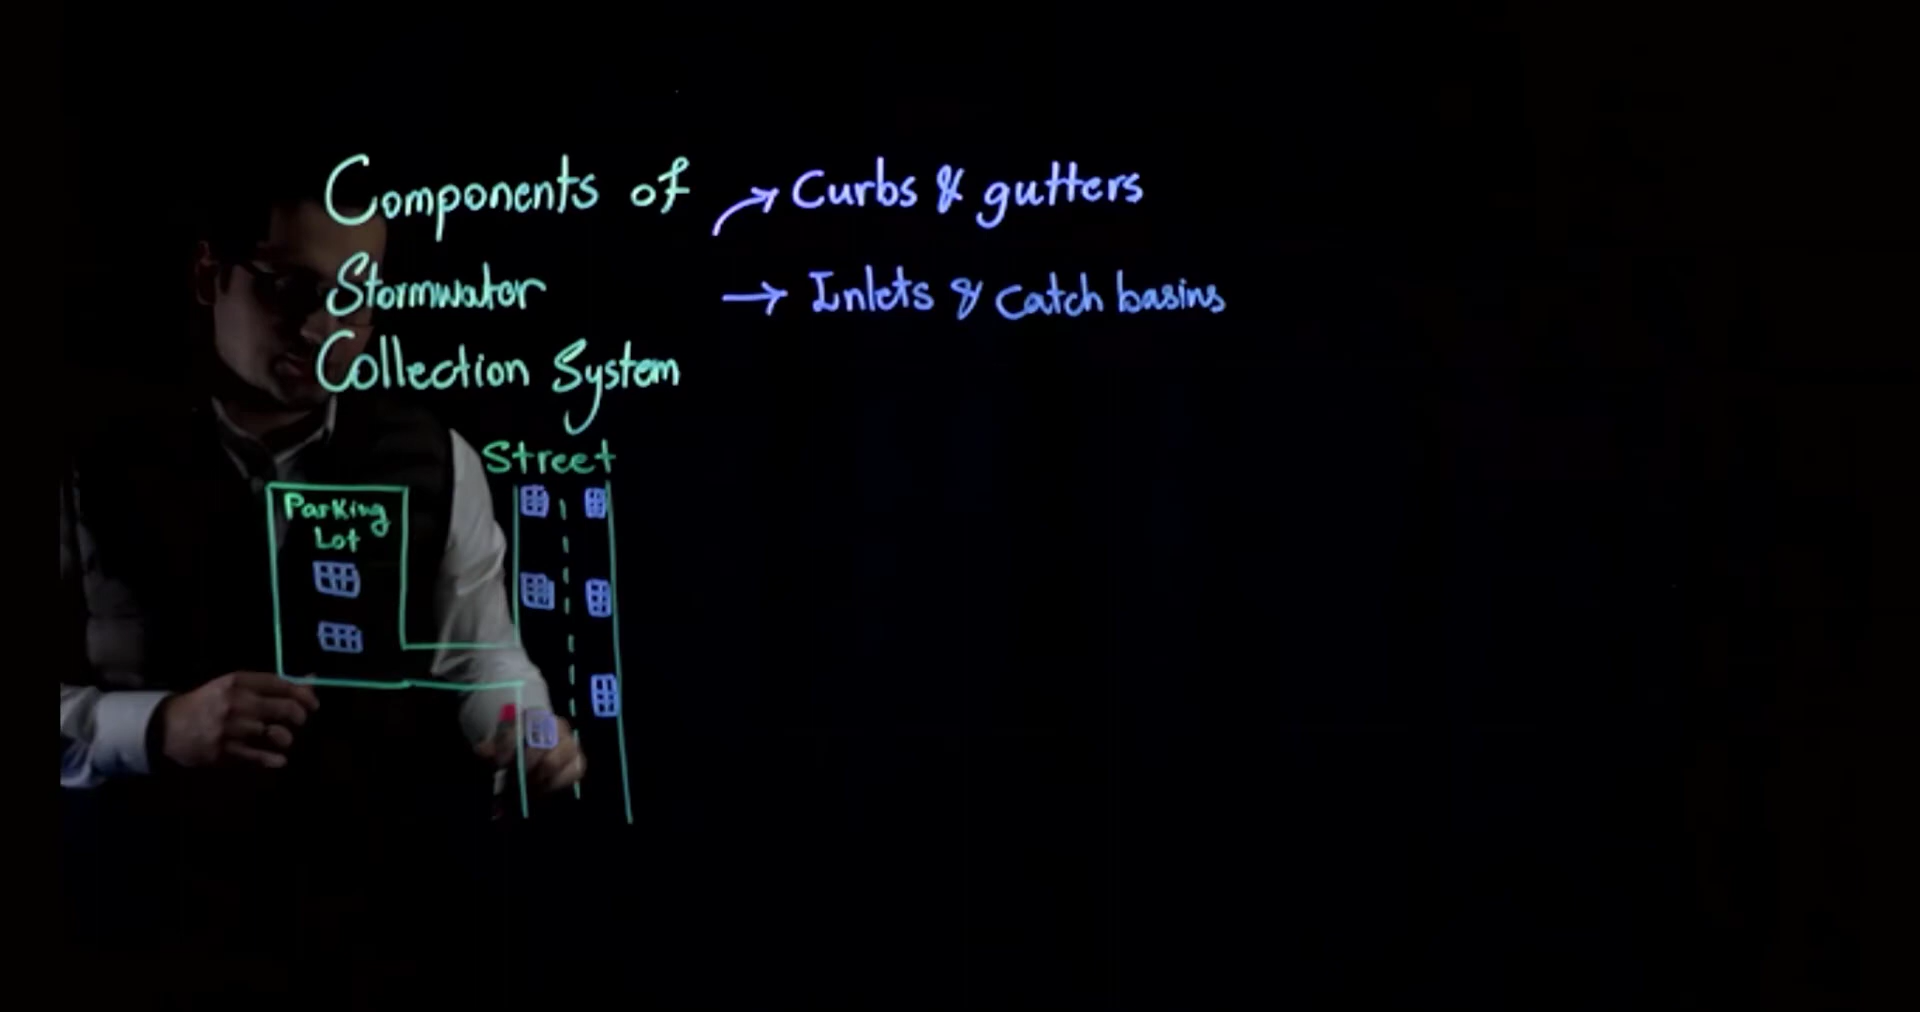 Components of
Stormwater
Collection System
→ Curbs & gutters
→ Inlets & catch basins
Street
Parking
Lot